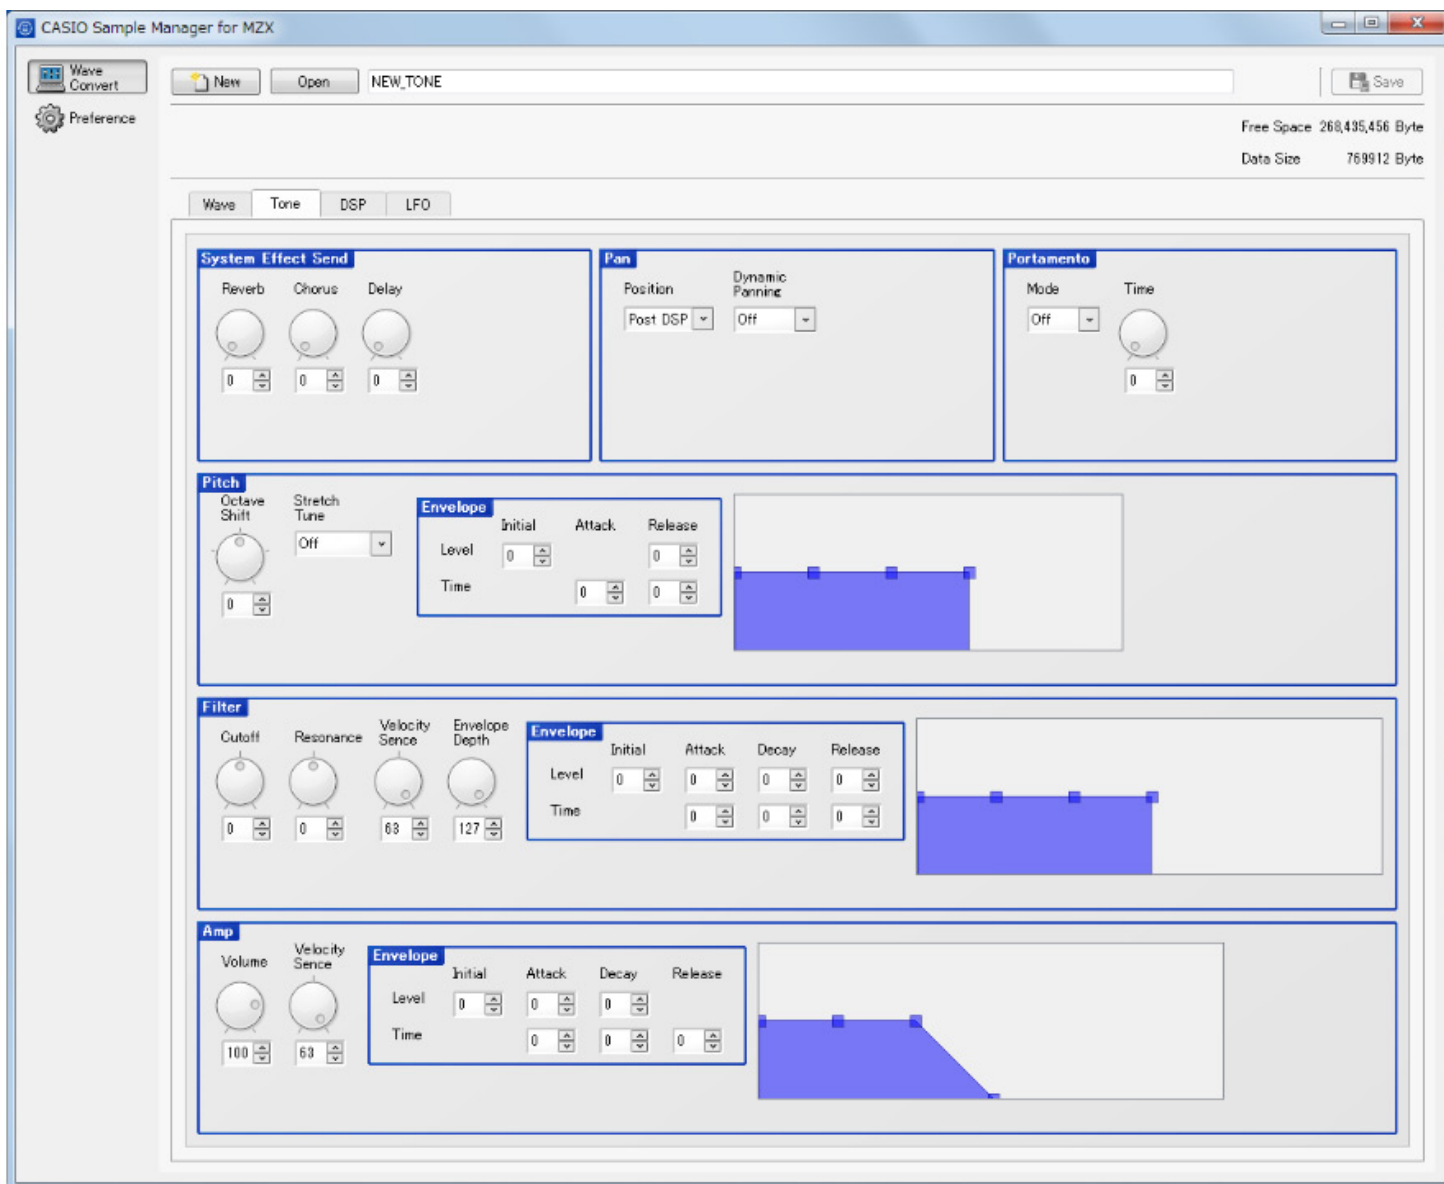 CASIO Sample Manager for MZX
Wave
Convert
Preference
New Open NEW_TONE Save
Free Space 268,435,456 Byte
Data Size 769912 Byte
Wave Tone DSP LFO
System Effect Send
Reverb Chorus Delay
0 0 0
Pan
Position
Dynamic
Panning
Post DSP Off
Portamento
Mode Time
Off
0
Pitch
Octave
Shift
Stretch
Tune
Off
0
Envelope
Initial Attack Release
Level 0 0
Time 0 0
Filter
Cutoff Resonance
Velocity
Sence
Envelope
Depth
0 0 63 127
Envelope
Initial Attack Decay Release
Level 0 0 0 0
Time 0 0 0
Amp
Volume
Velocity
Sence
100 63
Envelope
Initial Attack Decay Release
Level 0 0 0
Time 0 0 0